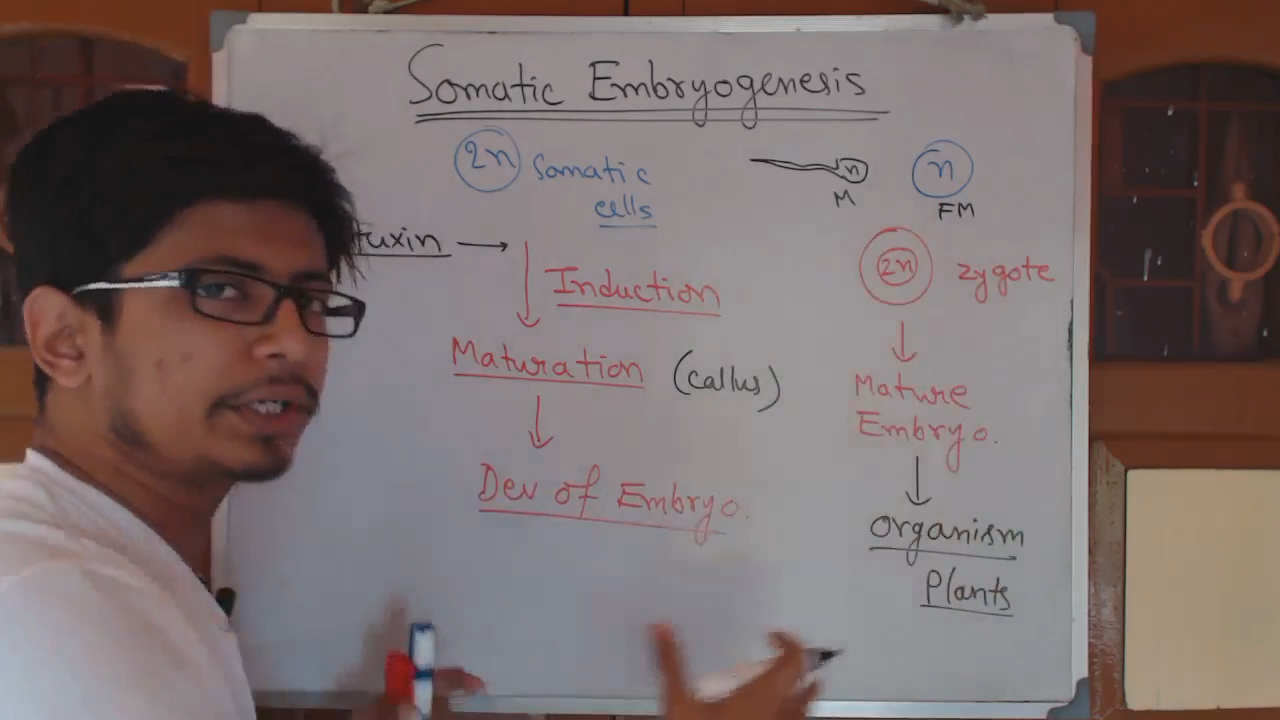 Somatic Embryogenesis
2n Somatic
cells
n
M
n
FM
uxin →
Induction
2n zygote
Maturation (callus)
Mature
Embryo.
Dev of Embryo.
organism
Plants